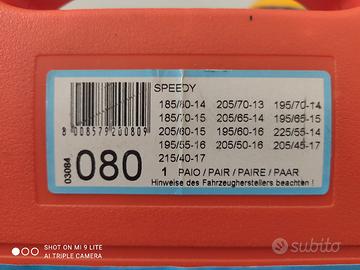 SPEEDY
185/80-14 205/70-13 195/70-14
185/70-15 205/65-14 195/65-15
205/60-15 195/60-16 225/55-14
195/55-16 205/50-16 205/45-17
215/40-17
8 008579 200809
03084
080
1 PAIO / PAIR / PAIRE / PAAR
Hinweise des Fahrzeugherstellers beachten !
SHOT ON MI 9 LITE
AI TRIPLE CAMERA
subito